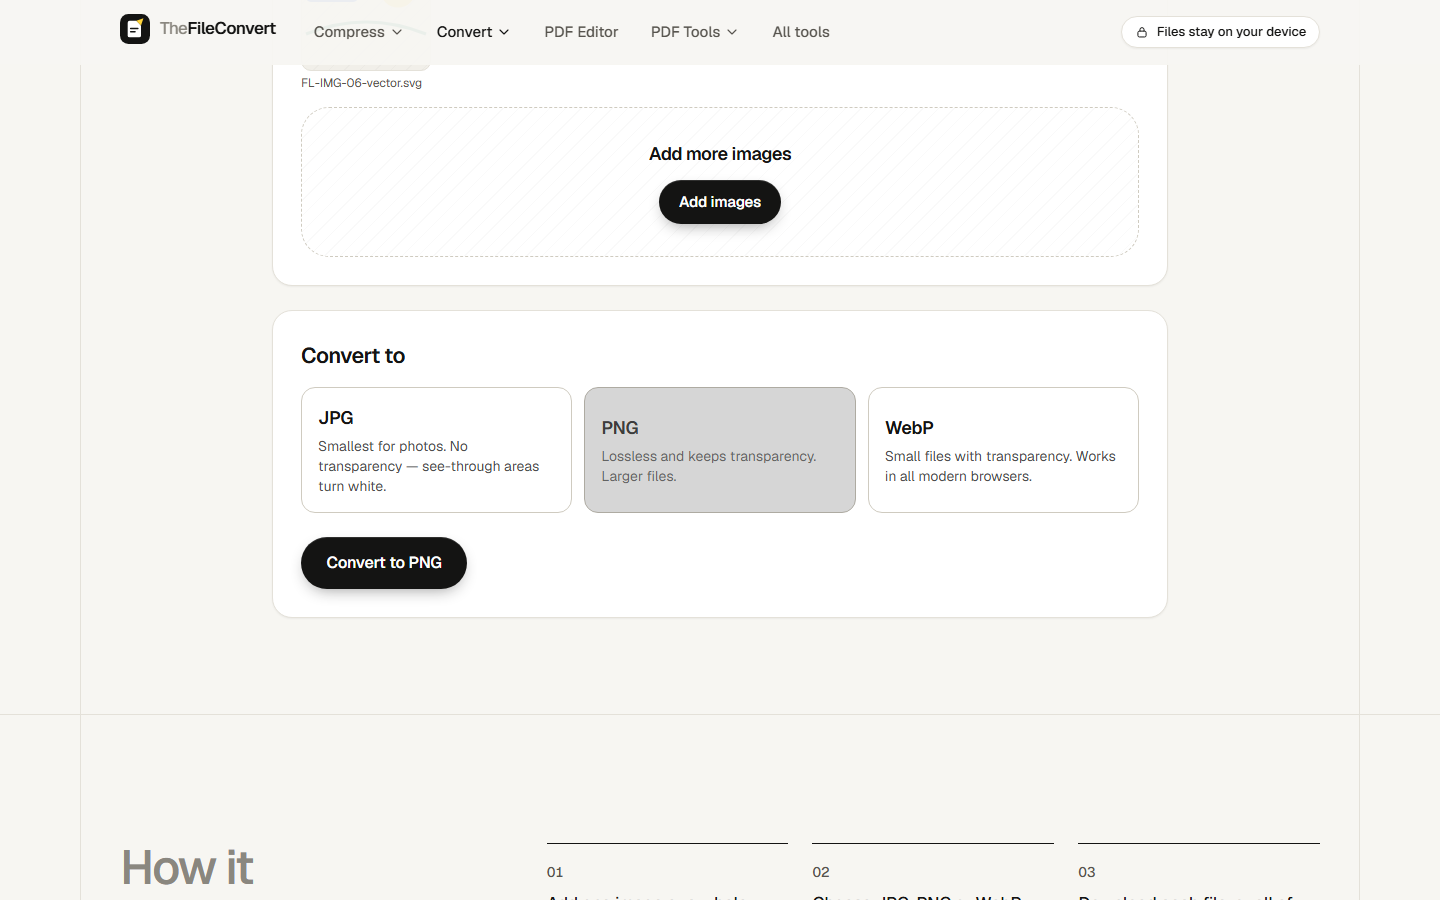 TheFileConvert
Compress
Convert
PDF Editor
PDF Tools
All tools
Files stay on your device
FL-IMG-06-vector.svg
Add more images
Add images
Convert to
JPG
Smallest for photos. No
transparency — see-through areas
turn white.
PNG
Lossless and keeps transparency.
Larger files.
WebP
Small files with transparency. Works
in all modern browsers.
Convert to PNG
How it
01
02
03